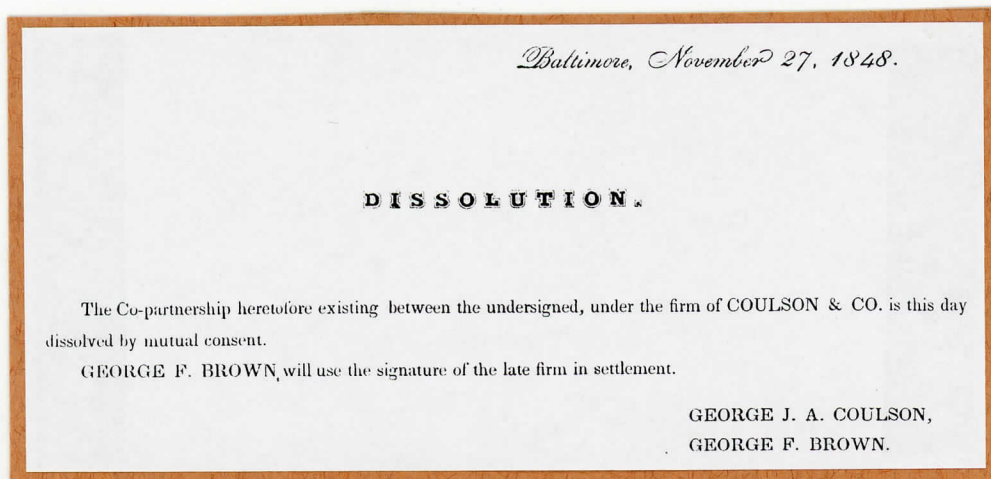 Baltimore, November 27, 1848.
DISSOLUTION.
The Co-partnership heretofore existing between the undersigned, under the firm of COULSON & CO. is this day
dissolved by mutual consent.
GEORGE F. BROWN, will use the signature of the late firm in settlement.
GEORGE J. A. COULSON,
GEORGE F. BROWN.